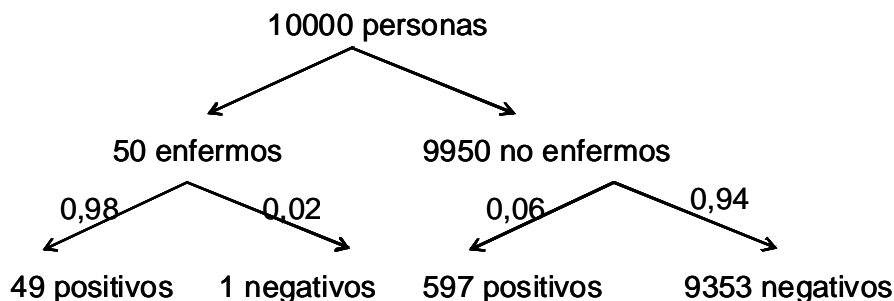 10000 personas
50 enfermos 9950 no enfermos
0,98 0,02 0,06 0,94
49 positivos 1 negativos 597 positivos 9353 negativos